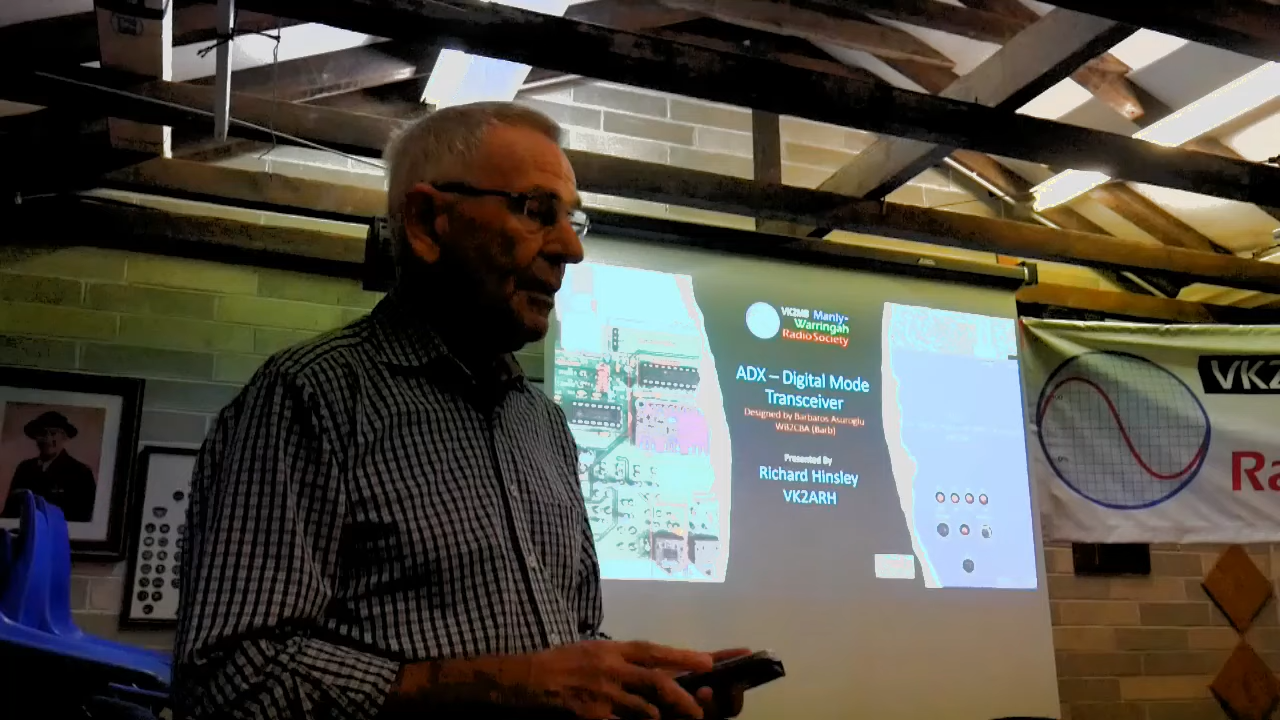 VK2MB Manly-
Warringah
Radio Society
ADX – Digital Mode
Transceiver
Designed by Barbaros Asuroglu
WB2CBA (Barb)
Presented By
Richard Hinsley
VK2ARH
VK2
Ra